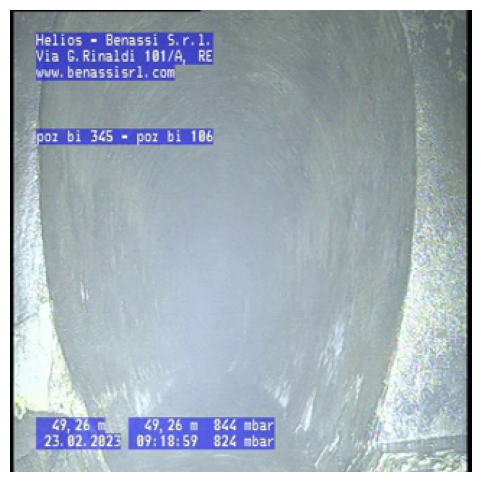 Helios - Benassi S.r.l.
Via G.Rinaldi 101/A, RE
www.benassisrl.com
poz bi 345 - poz bi 106
49,26 m 49,26 m 844 mbar
23.02.2023 09:18:59 824 mbar